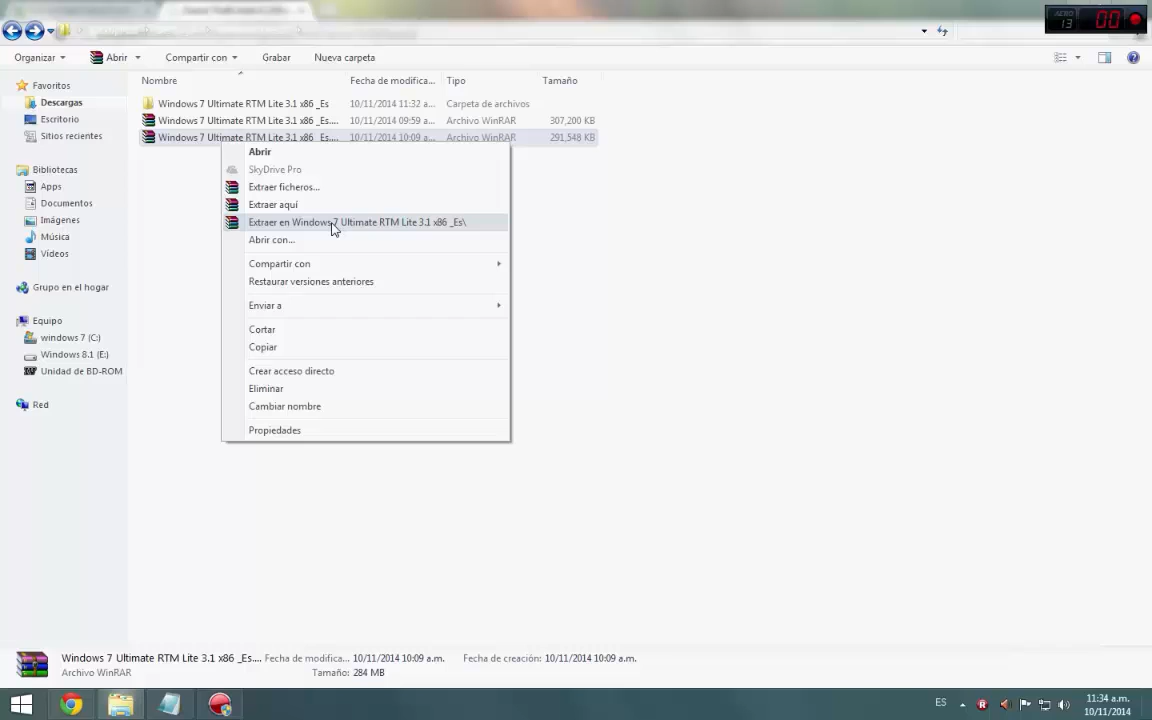 AERO
13
00
Organizar
Abrir
Compartir con
Grabar
Nueva carpeta
Nombre
Fecha de modifica...
Tipo
Tamaño
Favoritos
Descargas
Escritorio
Sitios recientes
Bibliotecas
Apps
Documentos
Imágenes
Música
Vídeos
Grupo en el hogar
Equipo
windows 7 (C:)
Windows 8.1 (E:)
Unidad de BD-ROM
Red
Windows 7 Ultimate RTM Lite 3.1 x86 _Es 10/11/2014 11:32 a... Carpeta de archivos
Windows 7 Ultimate RTM Lite 3.1 x86 _Es.... 10/11/2014 09:59 a... Archivo WinRAR 307,200 KB
Windows 7 Ultimate RTM Lite 3.1 x86 _Es.... 10/11/2014 10:09 a... Archivo WinRAR 291,548 KB
Abrir
SkyDrive Pro
Extraer ficheros...
Extraer aquí
Extraer en Windows 7 Ultimate RTM Lite 3.1 x86 _Es\
Abrir con...
Compartir con
Restaurar versiones anteriores
Enviar a
Cortar
Copiar
Crear acceso directo
Eliminar
Cambiar nombre
Propiedades
Windows 7 Ultimate RTM Lite 3.1 x86 _Es.... Fecha de modifica... 10/11/2014 10:09 a.m. Fecha de creación: 10/11/2014 10:09 a.m.
Archivo WinRAR Tamaño: 284 MB
ES
11:34 a.m.
10/11/2014